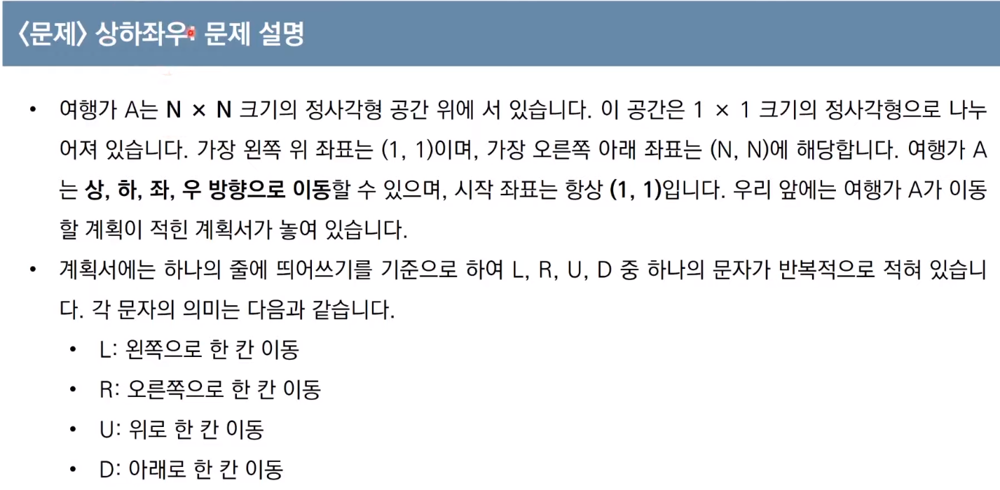 〈문제〉 상하좌우: 문제 설명
• 여행가 A는 N × N 크기의 정사각형 공간 위에 서 있습니다. 이 공간은 1 × 1 크기의 정사각형으로 나누
어져 있습니다. 가장 왼쪽 위 좌표는 (1, 1)이며, 가장 오른쪽 아래 좌표는 (N, N)에 해당합니다. 여행가 A
는 상, 하, 좌, 우 방향으로 이동할 수 있으며, 시작 좌표는 항상 (1, 1)입니다. 우리 앞에는 여행가 A가 이동
할 계획이 적힌 계획서가 놓여 있습니다.
• 계획서에는 하나의 줄에 띄어쓰기를 기준으로 하여 L, R, U, D 중 하나의 문자가 반복적으로 적혀 있습니
다. 각 문자의 의미는 다음과 같습니다.
• L: 왼쪽으로 한 칸 이동
• R: 오른쪽으로 한 칸 이동
• U: 위로 한 칸 이동
• D: 아래로 한 칸 이동